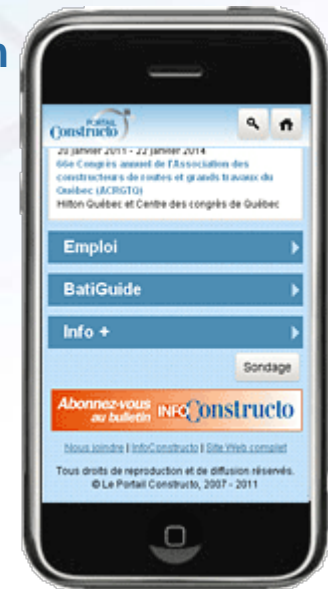 n
PORTAIL
Constructo
20 janvier 2011 - 22 janvier 2014
66e Congrès annuel de l'Association des
constructeurs de routes et grands travaux du
Québec (ACRGTQ)
Hilton Québec et Centre des congrès de Québec
Emploi
BatiGuide
Info +
Sondage
Abonnez-vous
au bulletin INFOConstructo
Nous joindre | InfoConstructo | Site Web complet
Tous droits de reproduction et de diffusion réservés.
© Le Portail Constructo, 2007 - 2011